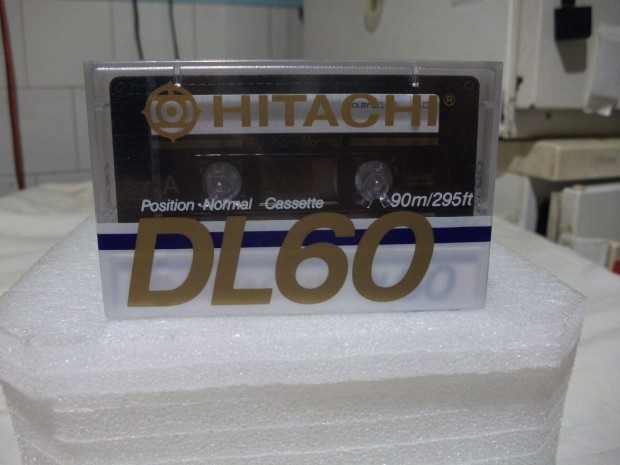 HITACHI®
A
Position Normal Cassette 90m/295ft
DL60